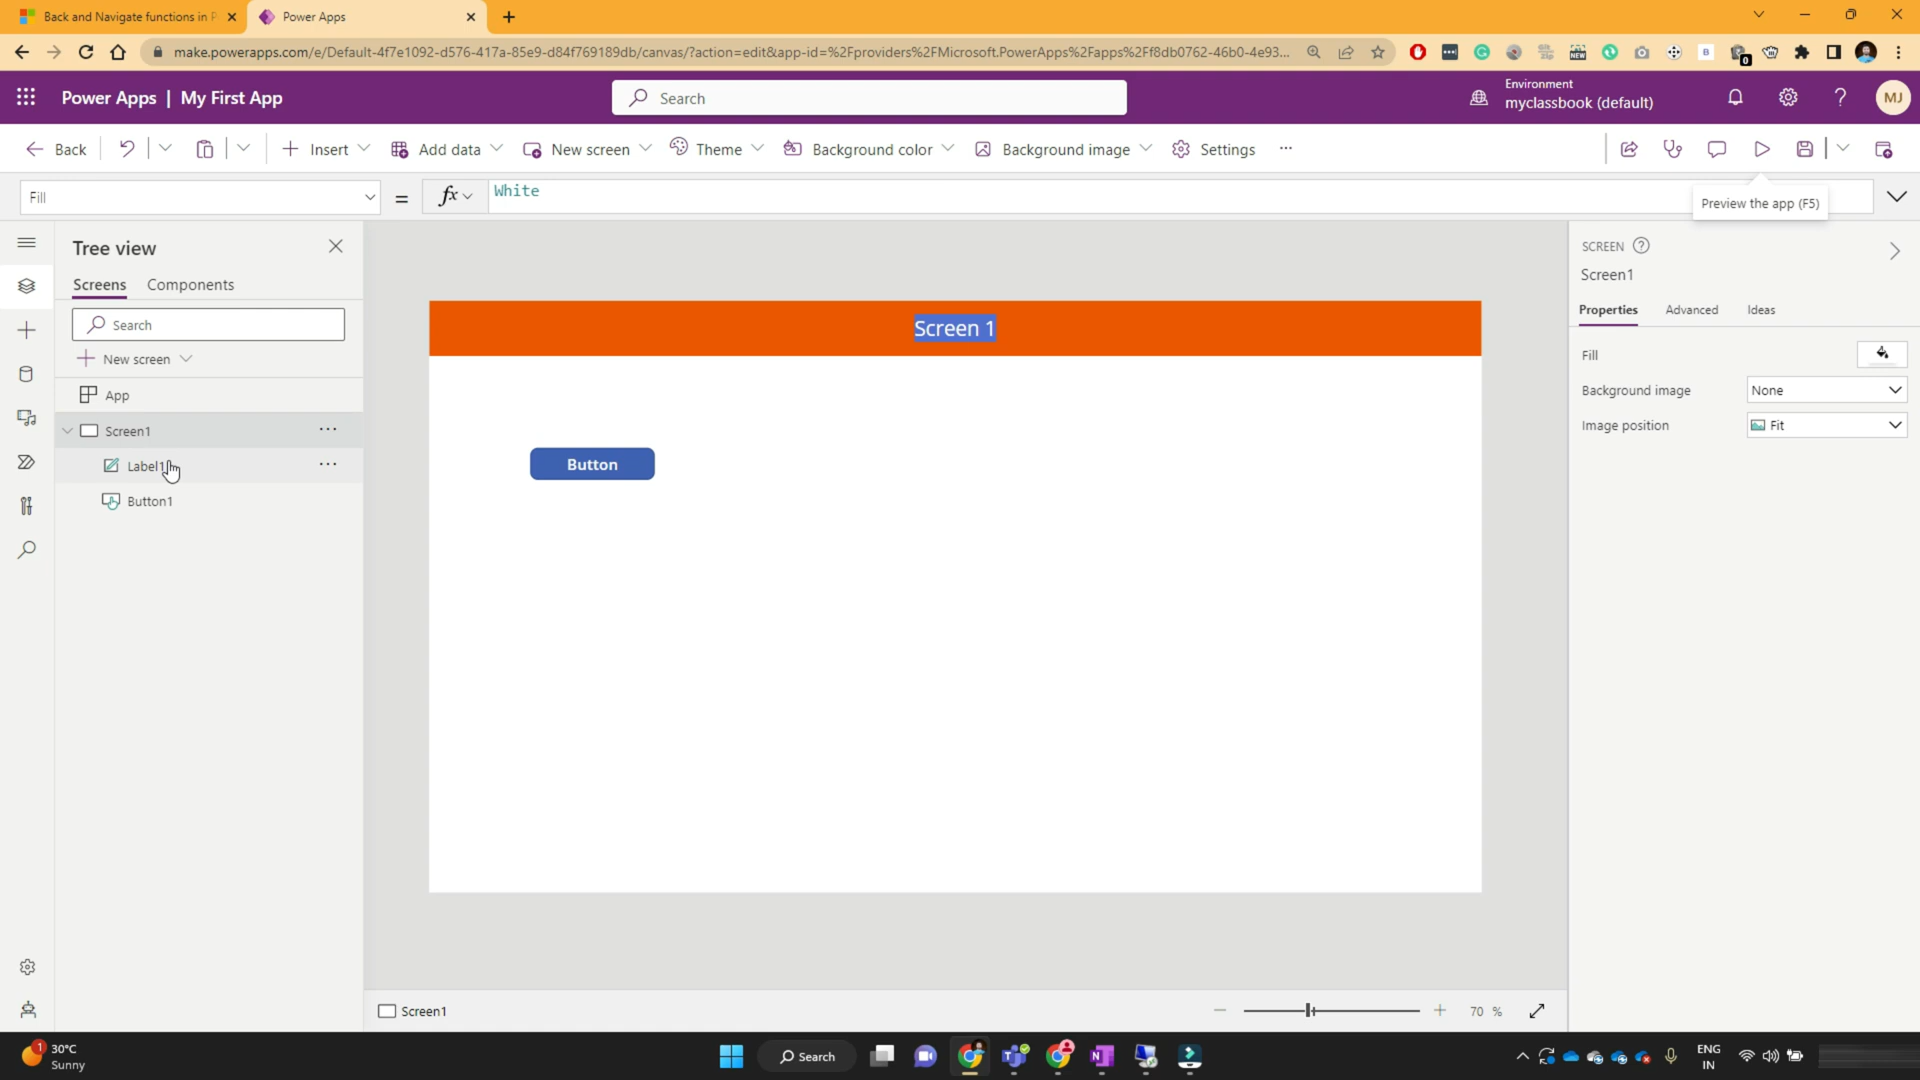 Back and Navigate functions in P
Power Apps
make.powerapps.com/e/Default-4f7e1092-d576-417a-85e9-d84f769189db/canvas/?action=edit&app-id=%2Fproviders%2FMicrosoft.PowerApps%2Fapps%2Ff8db0762-46b0-4e93...
NEW
B
0
Power Apps | My First App
Search
Environment
myclassbook (default)
?
MJ
Back
Insert
Add data
New screen
Theme
Background color
Background image
Settings
...
Fill
=
fx
White
Preview the app (F5)
Tree view
Screens
Components
Search
New screen
App
Screen1
Label1
Button1
Screen 1
Button
SCREEN
Screen1
Properties
Advanced
Ideas
Fill
Background image
None
Image position
Fit
Screen1
70 %
1
30°C
Sunny
Search
ENG
IN